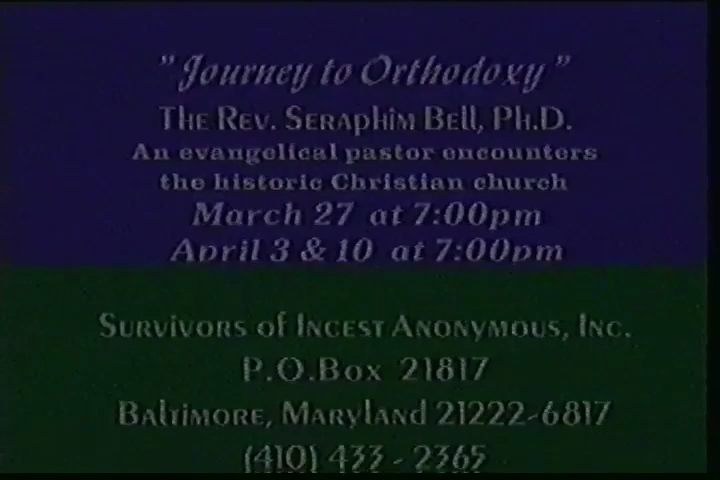 "Journey to Orthodoxy"
The Rev. Seraphim Bell, Ph.D.
An evangelical pastor encounters
the historic Christian church
March 27 at 7:00pm
April 3 & 10 at 7:00pm
Survivors of Incest Anonymous, Inc.
P.O.Box 21817
Baltimore, Maryland 21222-6817
(410) 433-2365